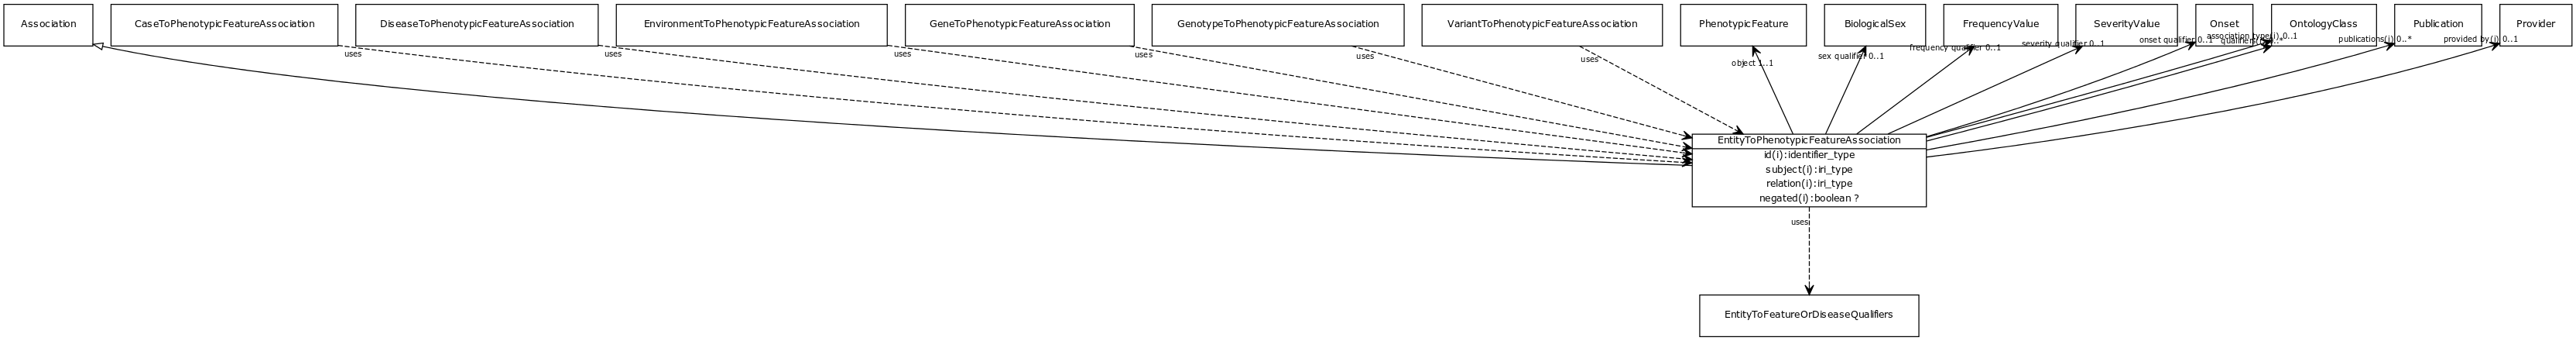 Association
CaseToPhenotypicFeatureAssociation
DiseaseToPhenotypicFeatureAssociation
EnvironmentToPhenotypicFeatureAssociation
GeneToPhenotypicFeatureAssociation
GenotypeToPhenotypicFeatureAssociation
VariantToPhenotypicFeatureAssociation
PhenotypicFeature
BiologicalSex
FrequencyValue
SeverityValue
Onset
OntologyClass
Publication
Provider
uses
uses
uses
uses
uses
uses
object 1..1
sex qualifier 0..1
frequency qualifier 0..1
severity qualifier 0..1
onset qualifier 0..1
association type(i) 0..1
publications(i) 0..*
provided by(i) 0..1
EntityToPhenotypicFeatureAssociation
id(i):identifier_type
subject(i):iri_type
relation(i):iri_type
negated(i):boolean ?
uses
EntityToFeatureOrDiseaseQualifiers